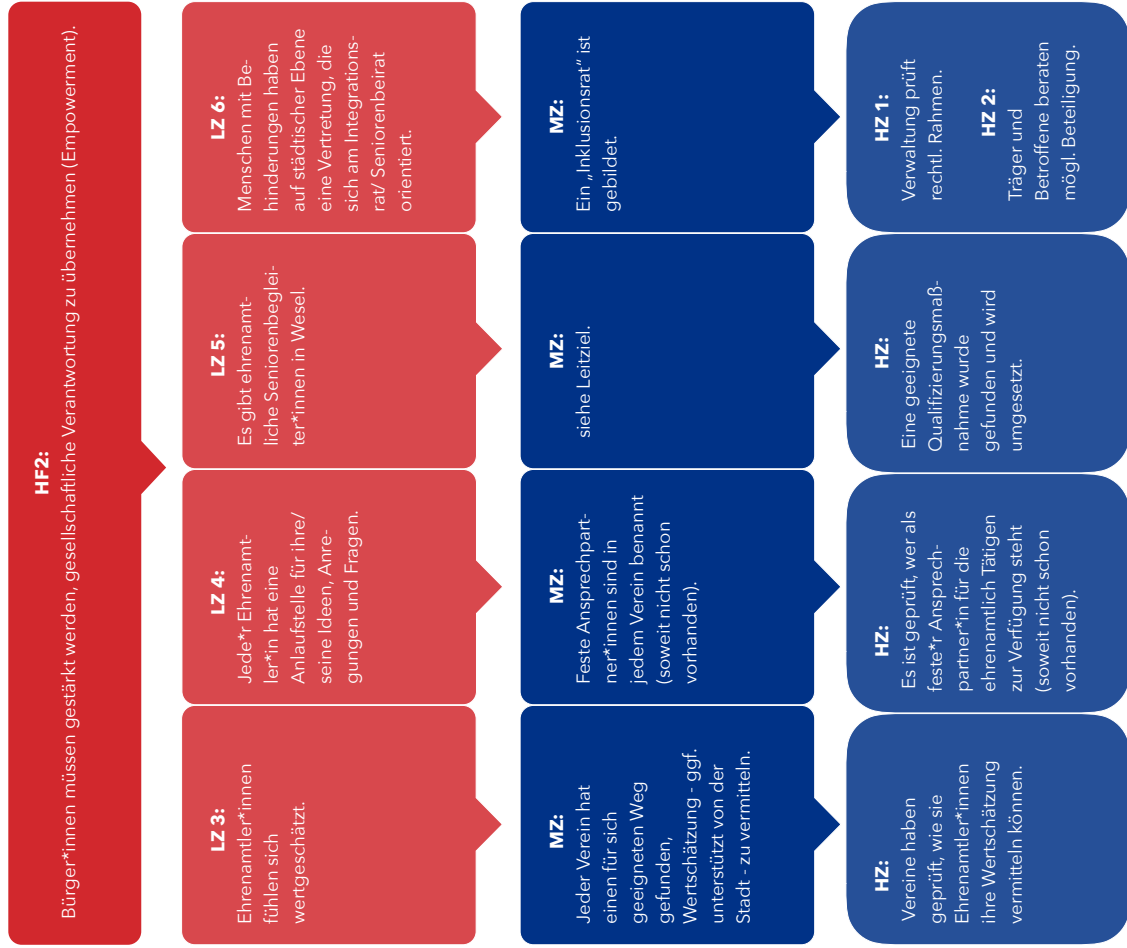 HF2:
Bürger*innen müssen gestärkt werden, gesellschaftliche Verantwortung zu übernehmen (Empowerment).
LZ 3:
Ehrenamtler*innen
fühlen sich
wertgeschätzt.
LZ 4:
Jede*r Ehrenamt-
ler*in hat eine
Anlaufstelle für ihre/
seine Ideen, Anre-
gungen und Fragen.
LZ 5:
Es gibt ehrenamt-
liche Seniorenbeglei-
ter*innen in Wesel.
LZ 6:
Menschen mit Be-
hinderungen haben
auf städtischer Ebene
eine Vertretung, die
sich am Integrations-
rat/ Seniorenbeirat
orientiert.
MZ:
Jeder Verein hat
einen für sich
geeigneten Weg
gefunden,
Wertschätzung - ggf.
unterstützt von der
Stadt - zu vermitteln.
MZ:
Feste Ansprechpart-
ner*innen sind in
jedem Verein benannt
(soweit nicht schon
vorhanden).
MZ:
siehe Leitziel.
MZ:
Ein „Inklusionsrat" ist
gebildet.
HZ:
Vereine haben
geprüft, wie sie
Ehrenamtler*innen
ihre Wertschätzung
vermitteln können.
HZ:
Es ist geprüft, wer als
feste*r Ansprech-
partner*in für die
ehrenamtlich Tätigen
zur Verfügung steht
(soweit nicht schon
vorhanden).
HZ:
Eine geeignete
Qualifizierungsmaß-
nahme wurde
gefunden und wird
umgesetzt.
HZ 1:
Verwaltung prüft
rechtl. Rahmen.
HZ 2:
Träger und
Betroffene beraten
mögl. Beteiligung.